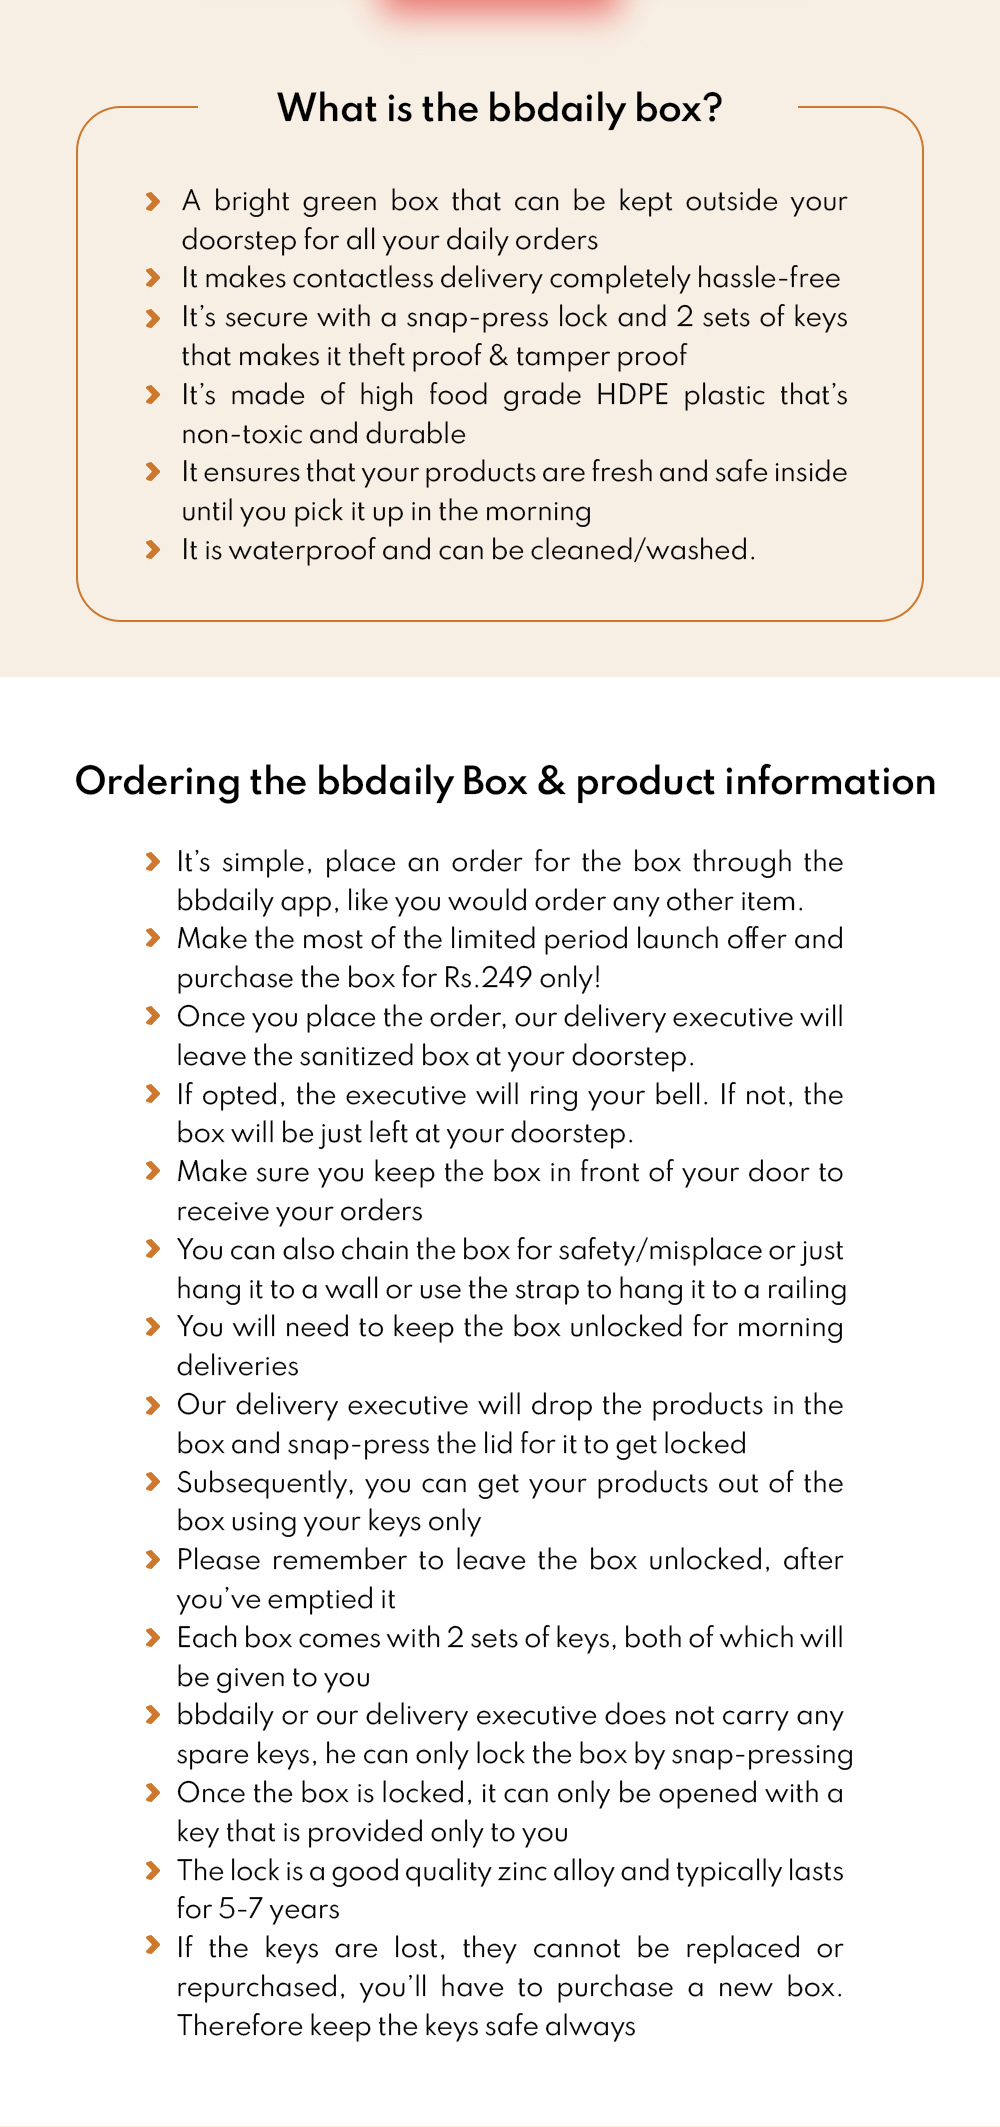 What is the bbdaily box?
A bright green box that can be kept outside your
doorstep for all your daily orders
It makes contactless delivery completely hassle-free
It’s secure with a snap-press lock and 2 sets of keys
that makes it theft proof & tamper proof
It’s made of high food grade HDPE plastic that’s
non-toxic and durable
It ensures that your products are fresh and safe inside
until you pick it up in the morning
It is waterproof and can be cleaned/washed.
Ordering the bbdaily Box & product information
It’s simple, place an order for the box through the
bbdaily app, like you would order any other item.
Make the most of the limited period launch offer and
purchase the box for Rs.249 only!
Once you place the order, our delivery executive will
leave the sanitized box at your doorstep.
If opted, the executive will ring your bell. If not, the
box will be just left at your doorstep.
Make sure you keep the box in front of your door to
receive your orders
You can also chain the box for safety/misplace or just
hang it to a wall or use the strap to hang it to a railing
You will need to keep the box unlocked for morning
deliveries
Our delivery executive will drop the products in the
box and snap-press the lid for it to get locked
Subsequently, you can get your products out of the
box using your keys only
Please remember to leave the box unlocked, after
you’ve emptied it
Each box comes with 2 sets of keys, both of which will
be given to you
bbdaily or our delivery executive does not carry any
spare keys, he can only lock the box by snap-pressing
Once the box is locked, it can only be opened with a
key that is provided only to you
The lock is a good quality zinc alloy and typically lasts
for 5-7 years
If the keys are lost, they cannot be replaced or
repurchased, you’ll have to purchase a new box.
Therefore keep the keys safe always